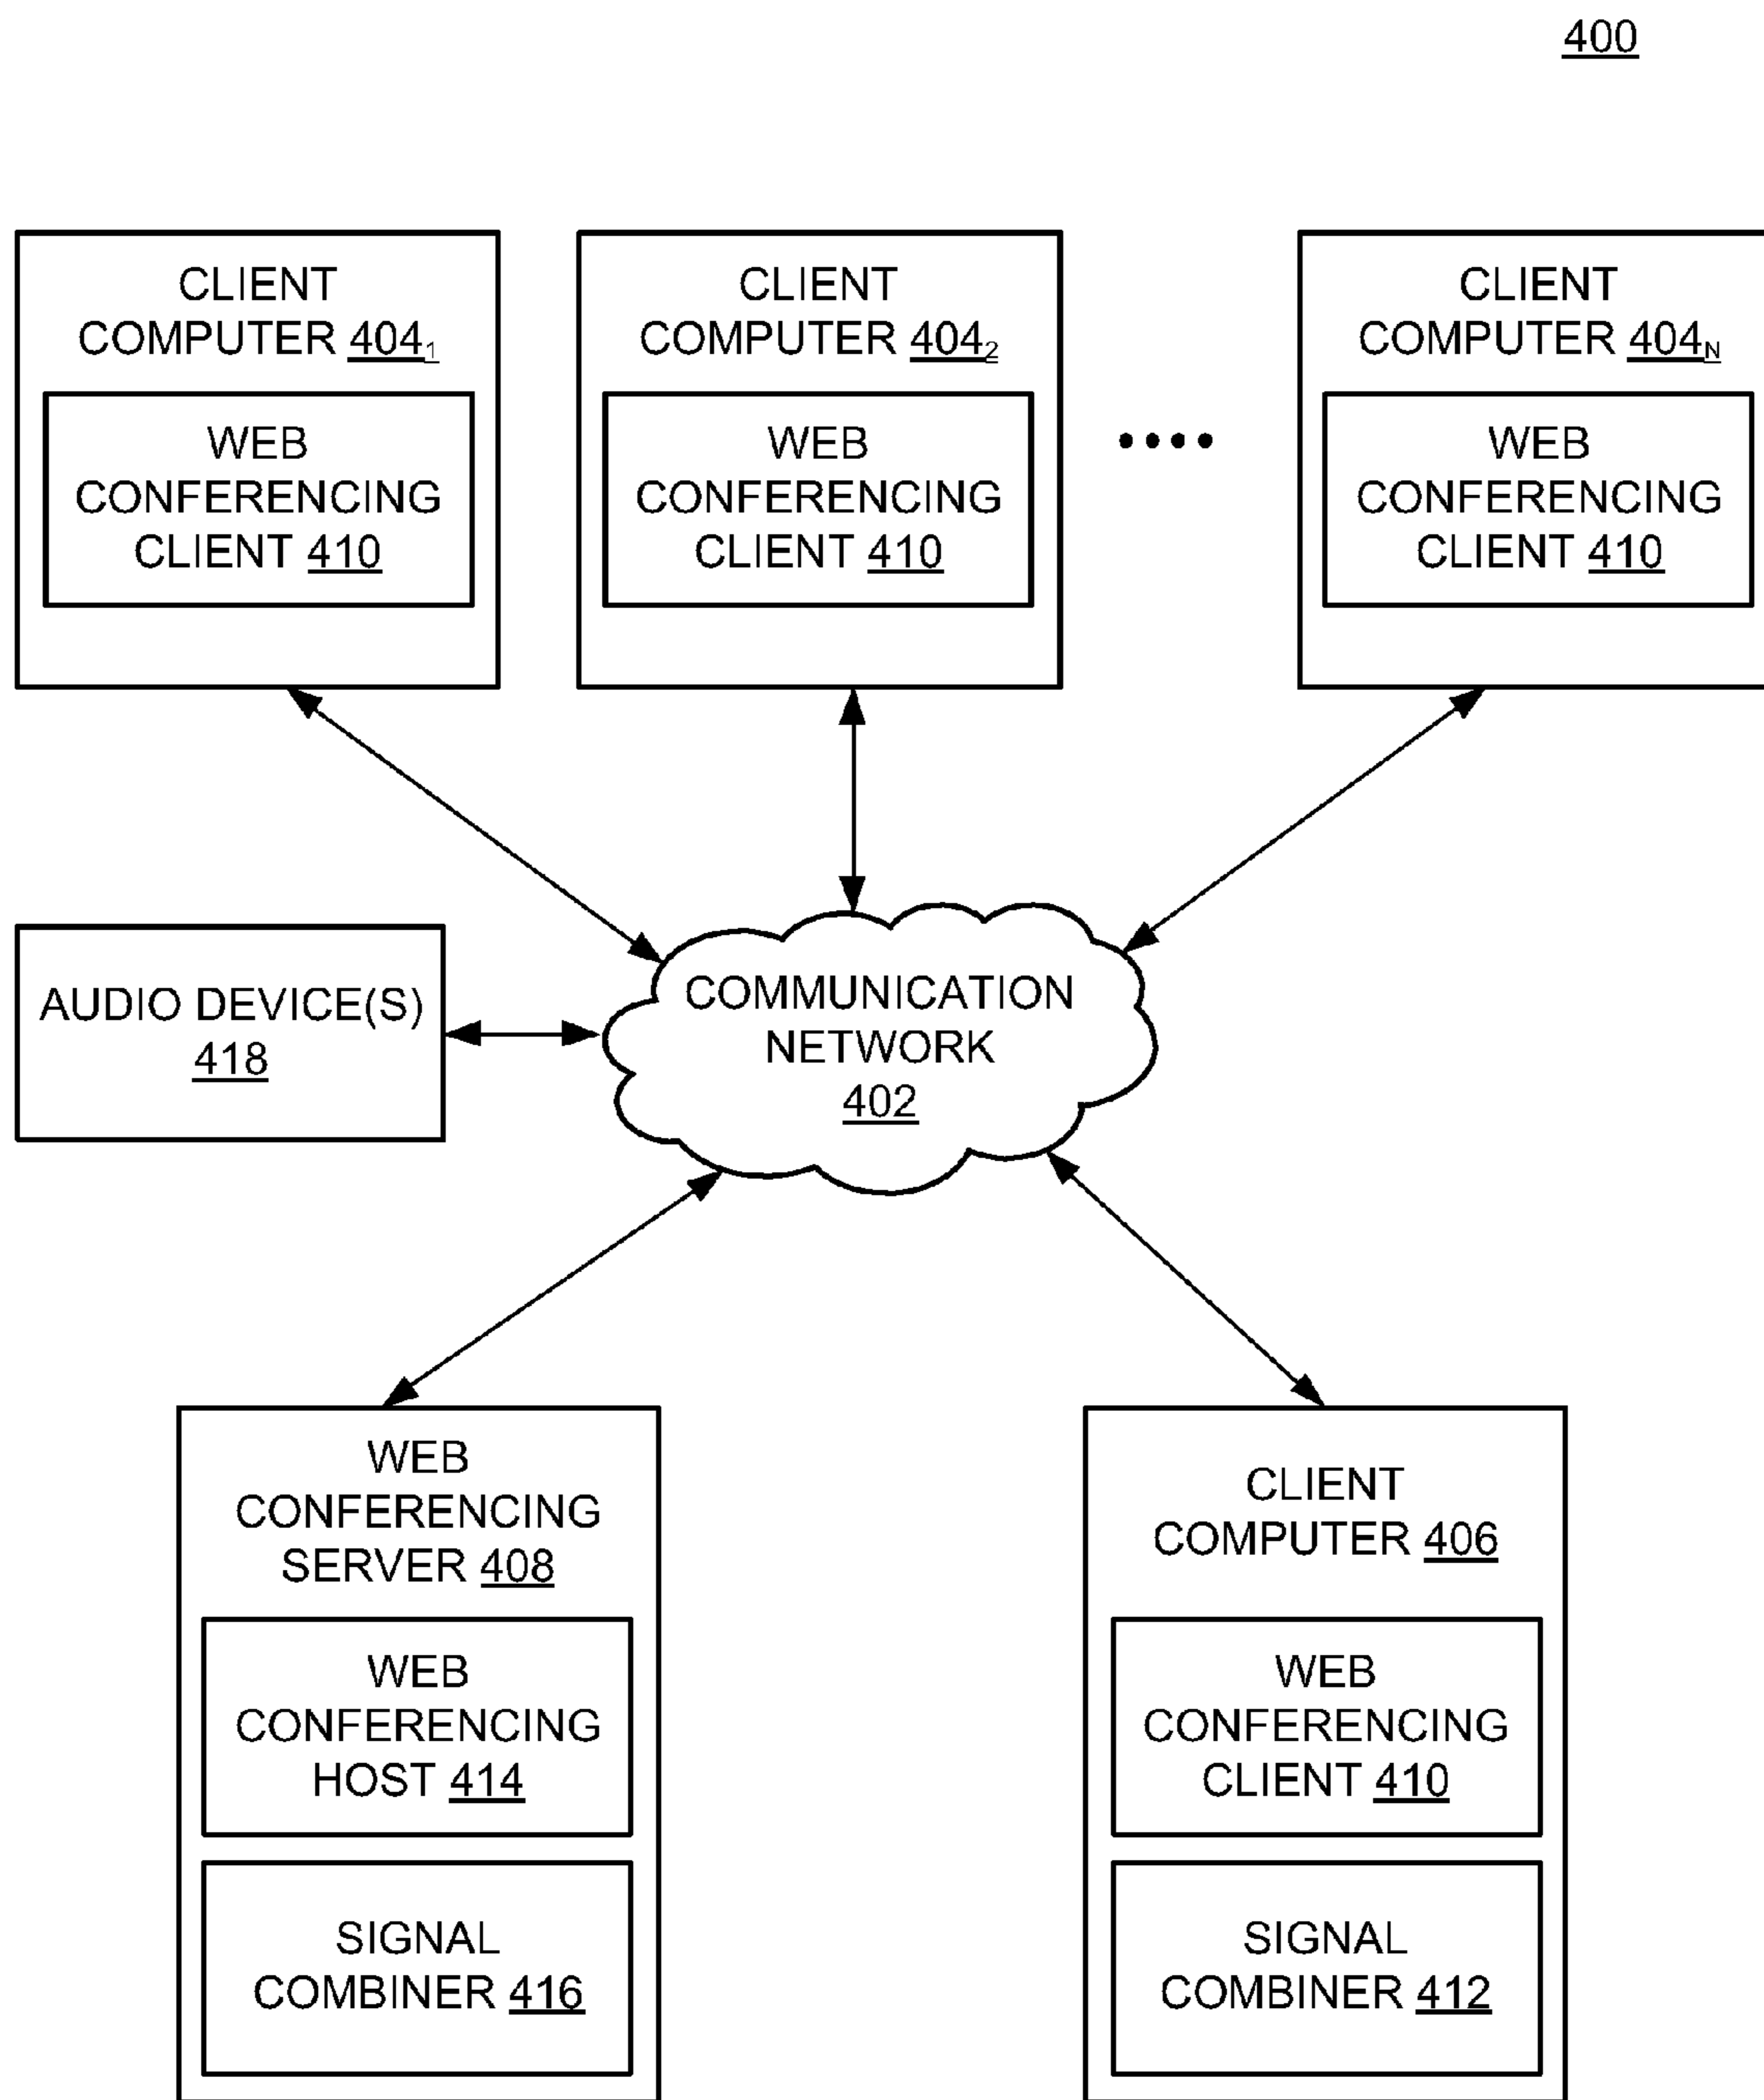 400
CLIENT
COMPUTER 404₁
WEB
CONFERENCING
CLIENT 410
CLIENT
COMPUTER 404₂
WEB
CONFERENCING
CLIENT 410
CLIENT
COMPUTER 404ₙ
WEB
CONFERENCING
CLIENT 410
AUDIO DEVICE(S)
418
COMMUNICATION
NETWORK
402
WEB
CONFERENCING
SERVER 408
WEB
CONFERENCING
HOST 414
SIGNAL
COMBINER 416
CLIENT
COMPUTER 406
WEB
CONFERENCING
CLIENT 410
SIGNAL
COMBINER 412